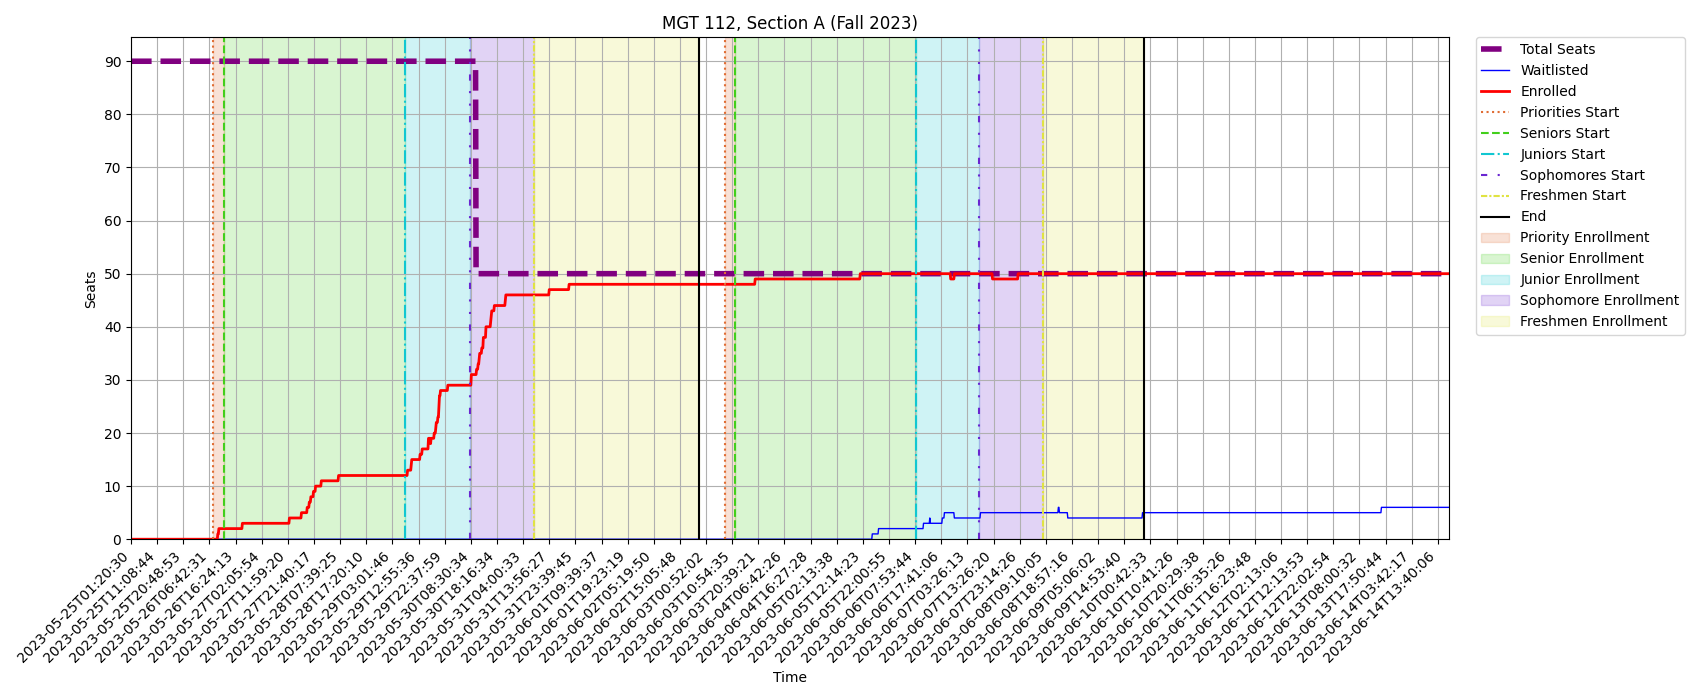 MGT 112, Section A (Fall 2023)
Seats
90
80
70
60
50
40
30
20
10
0
2023-05-25T01:20:30
2023-05-25T11:08:44
2023-05-25T20:48:53
2023-05-26T06:42:31
2023-05-26T16:24:13
2023-05-27T02:05:54
2023-05-27T11:59:20
2023-05-27T21:40:17
2023-05-28T07:39:25
2023-05-28T17:20:10
2023-05-29T03:01:46
2023-05-29T12:55:36
2023-05-29T22:37:59
2023-05-30T08:30:34
2023-05-30T18:16:34
2023-05-31T04:00:33
2023-05-31T13:56:27
2023-05-31T23:39:45
2023-06-01T09:39:37
2023-06-01T19:23:19
2023-06-02T05:19:50
2023-06-02T15:05:48
2023-06-03T00:52:02
2023-06-03T10:54:35
2023-06-03T20:39:21
2023-06-04T06:42:26
2023-06-04T16:27:28
2023-06-05T02:13:38
2023-06-05T12:14:23
2023-06-05T22:00:55
2023-06-06T07:53:44
2023-06-06T17:41:06
2023-06-07T03:26:13
2023-06-07T13:26:20
2023-06-07T23:14:26
2023-06-08T09:10:05
2023-06-08T18:57:16
2023-06-09T05:06:02
2023-06-09T14:53:40
2023-06-10T00:42:33
2023-06-10T10:41:26
2023-06-10T20:29:38
2023-06-11T06:35:26
2023-06-11T16:23:48
2023-06-12T02:13:06
2023-06-12T12:13:53
2023-06-12T22:02:54
2023-06-13T08:00:32
2023-06-13T17:50:44
2023-06-14T03:42:17
2023-06-14T13:40:06
Time
Total Seats
Waitlisted
Enrolled
Priorities Start
Seniors Start
Juniors Start
Sophomores Start
Freshmen Start
End
Priority Enrollment
Senior Enrollment
Junior Enrollment
Sophomore Enrollment
Freshmen Enrollment